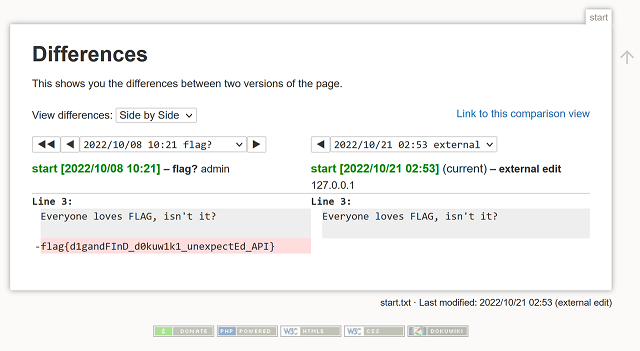 start
Differences
This shows you the differences between two versions of the page.
View differences: Side by Side
Link to this comparison view
2022/10/08 10:21 flag?
2022/10/21 02:53 external
start [2022/10/08 10:21] – flag? admin
start [2022/10/21 02:53] (current) – external edit
127.0.0.1
Line 3:
Line 3:
Everyone loves FLAG, isn't it?
Everyone loves FLAG, isn't it?
-flag{d1gandFInD_d0kuw1k1_unexpectEd_API}
start.txt · Last modified: 2022/10/21 02:53 (external edit)
$ DONATE
PHP POWERED
W3C HTML5
W3C CSS
DOKUWIKI